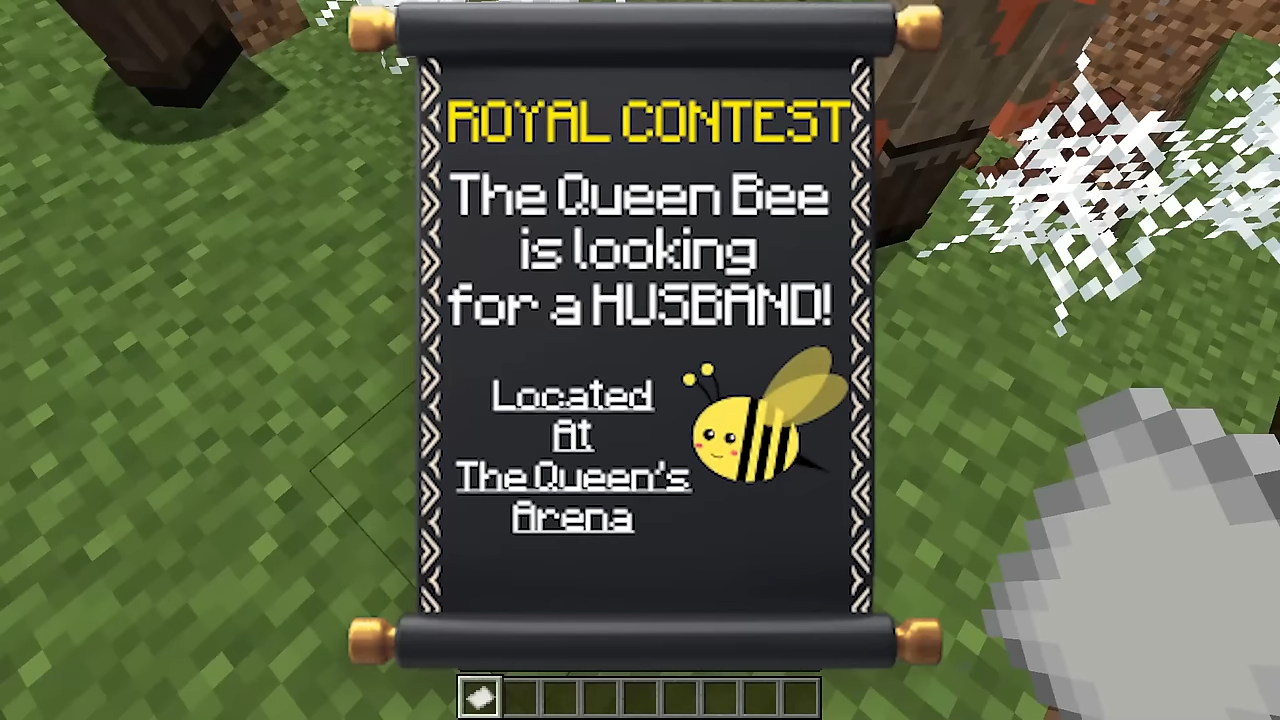 ROYAL CONTEST
The Queen Bee
is looking
for a HUSBAND!
Located
At
The Queen's
Arena